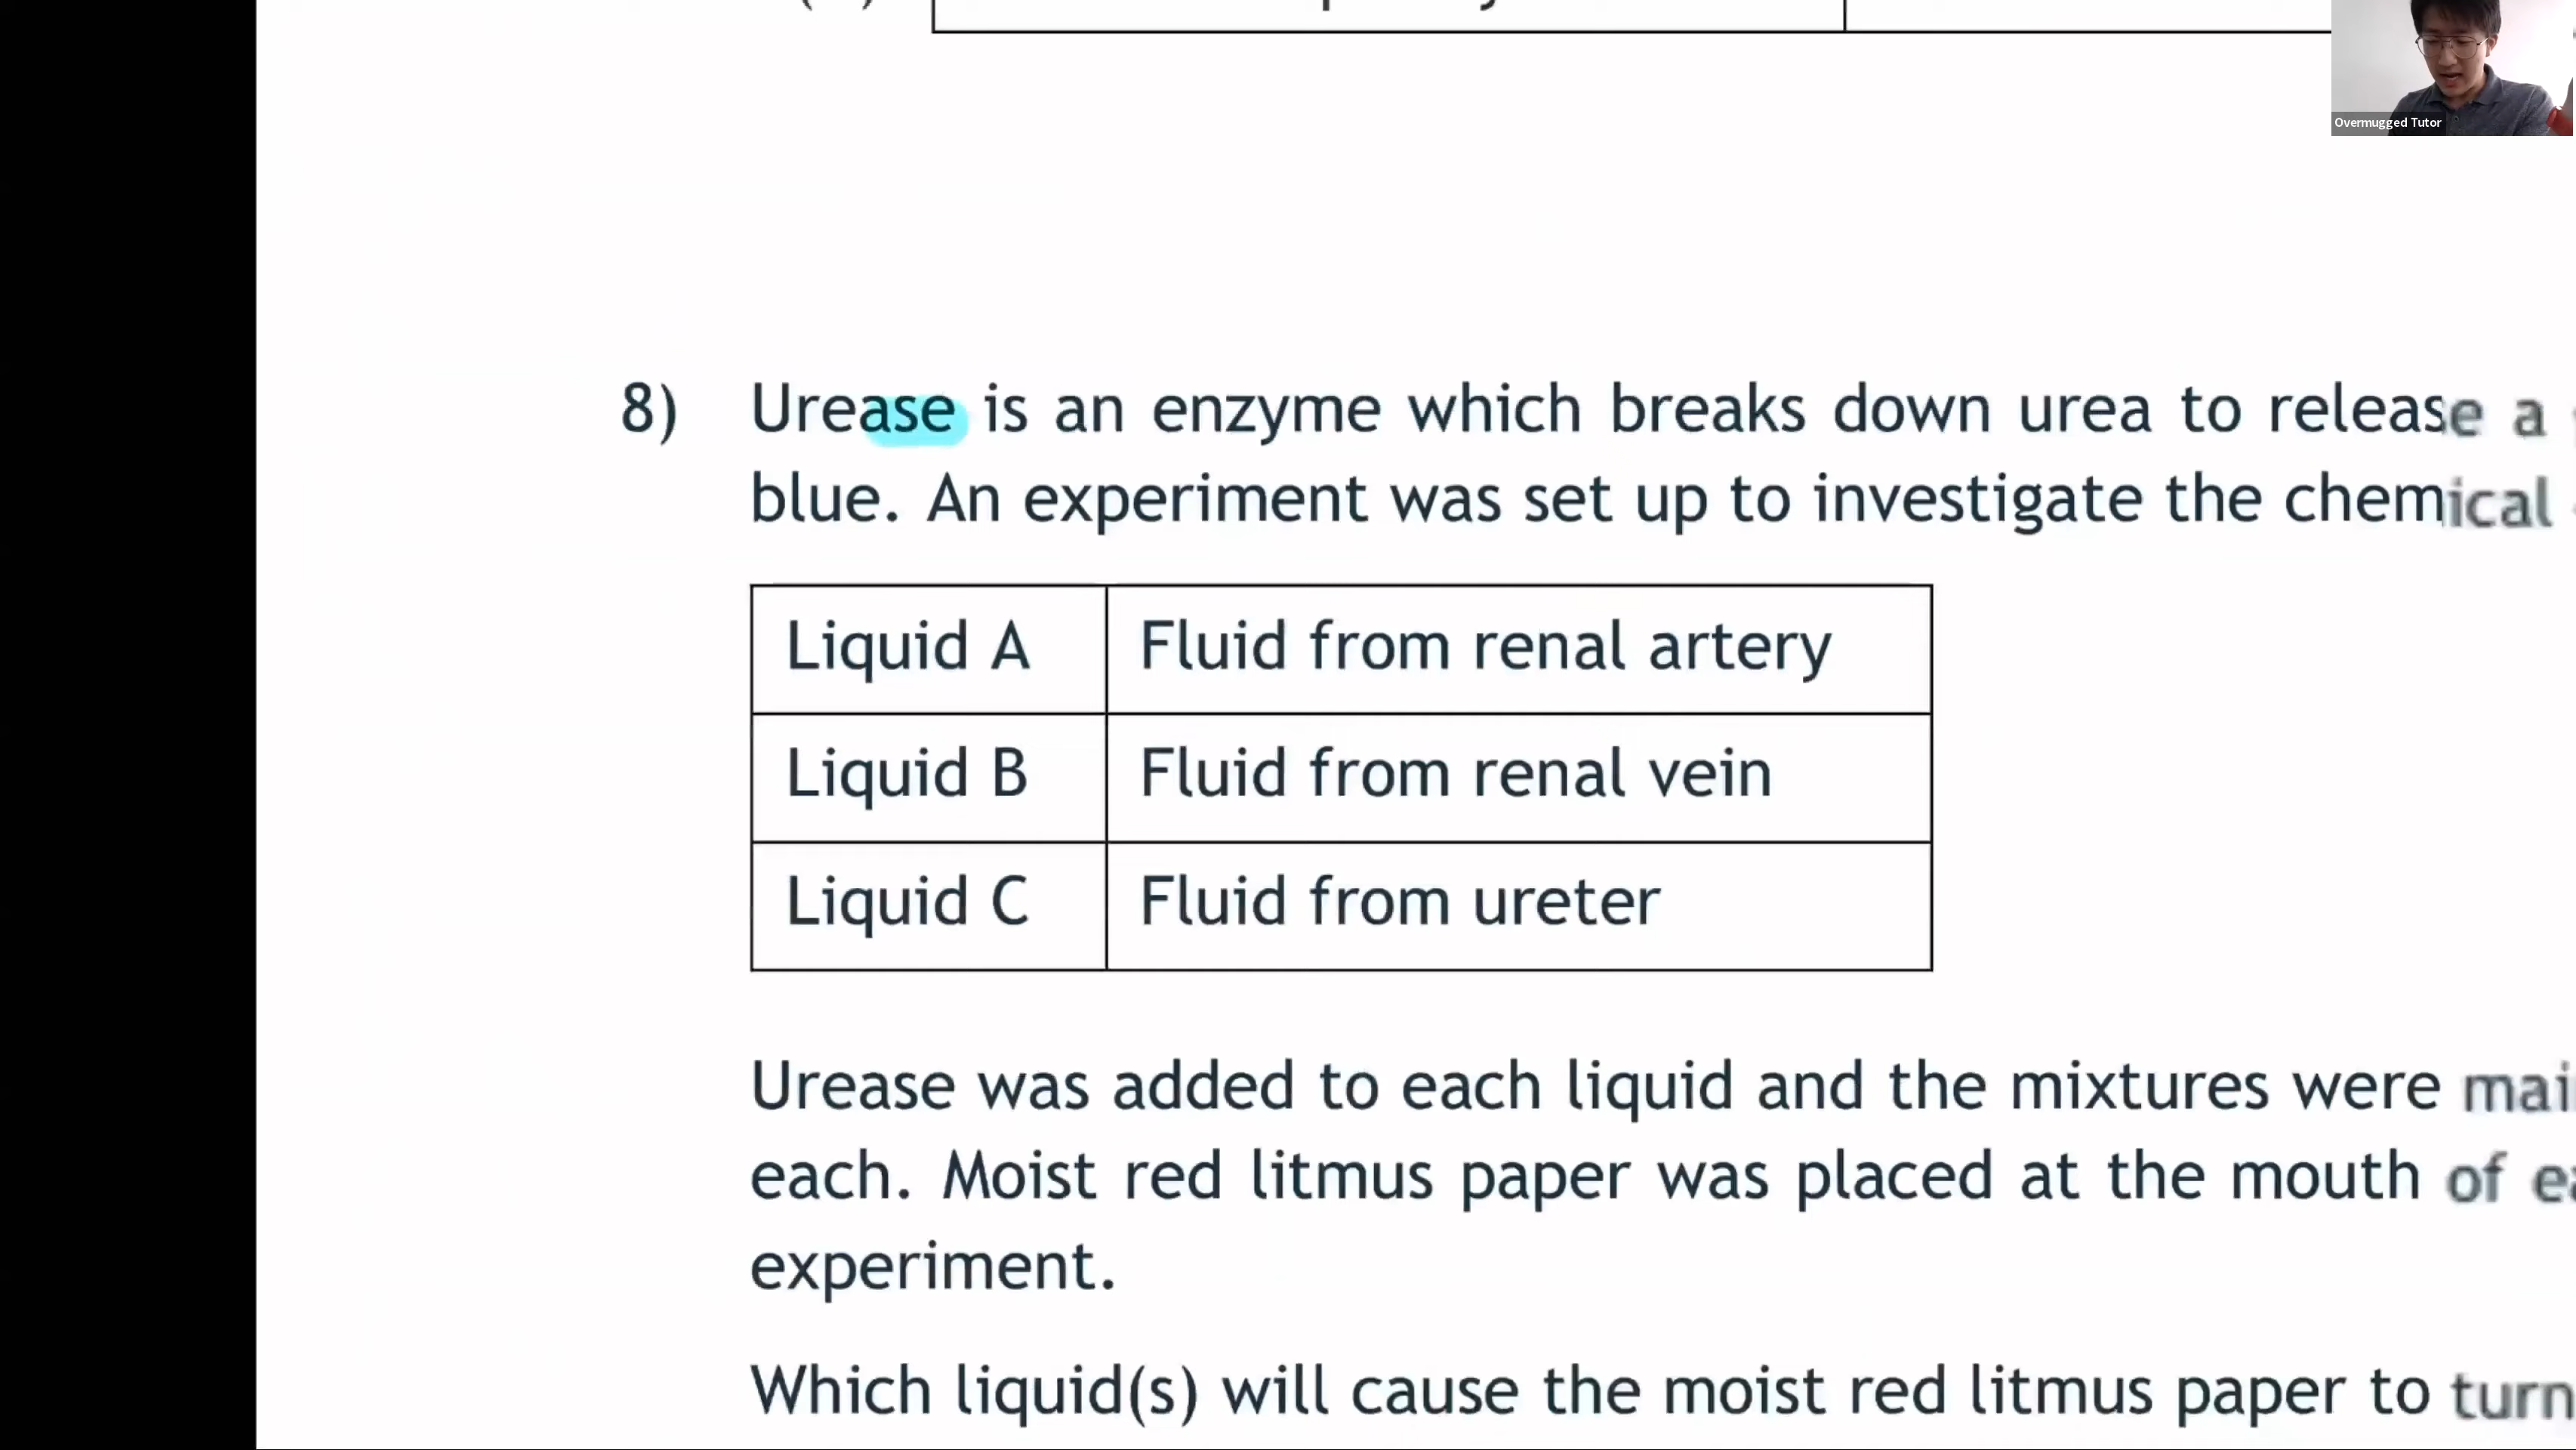 Overmugged Tutor
8) Urease is an enzyme which breaks down urea to release a
blue. An experiment was set up to investigate the chemical
Liquid A Fluid from renal artery
Liquid B Fluid from renal vein
Liquid C Fluid from ureter
Urease was added to each liquid and the mixtures were
each. Moist red litmus paper was placed at the mouth of
experiment.
Which liquid(s) will cause the moist red litmus paper to turn